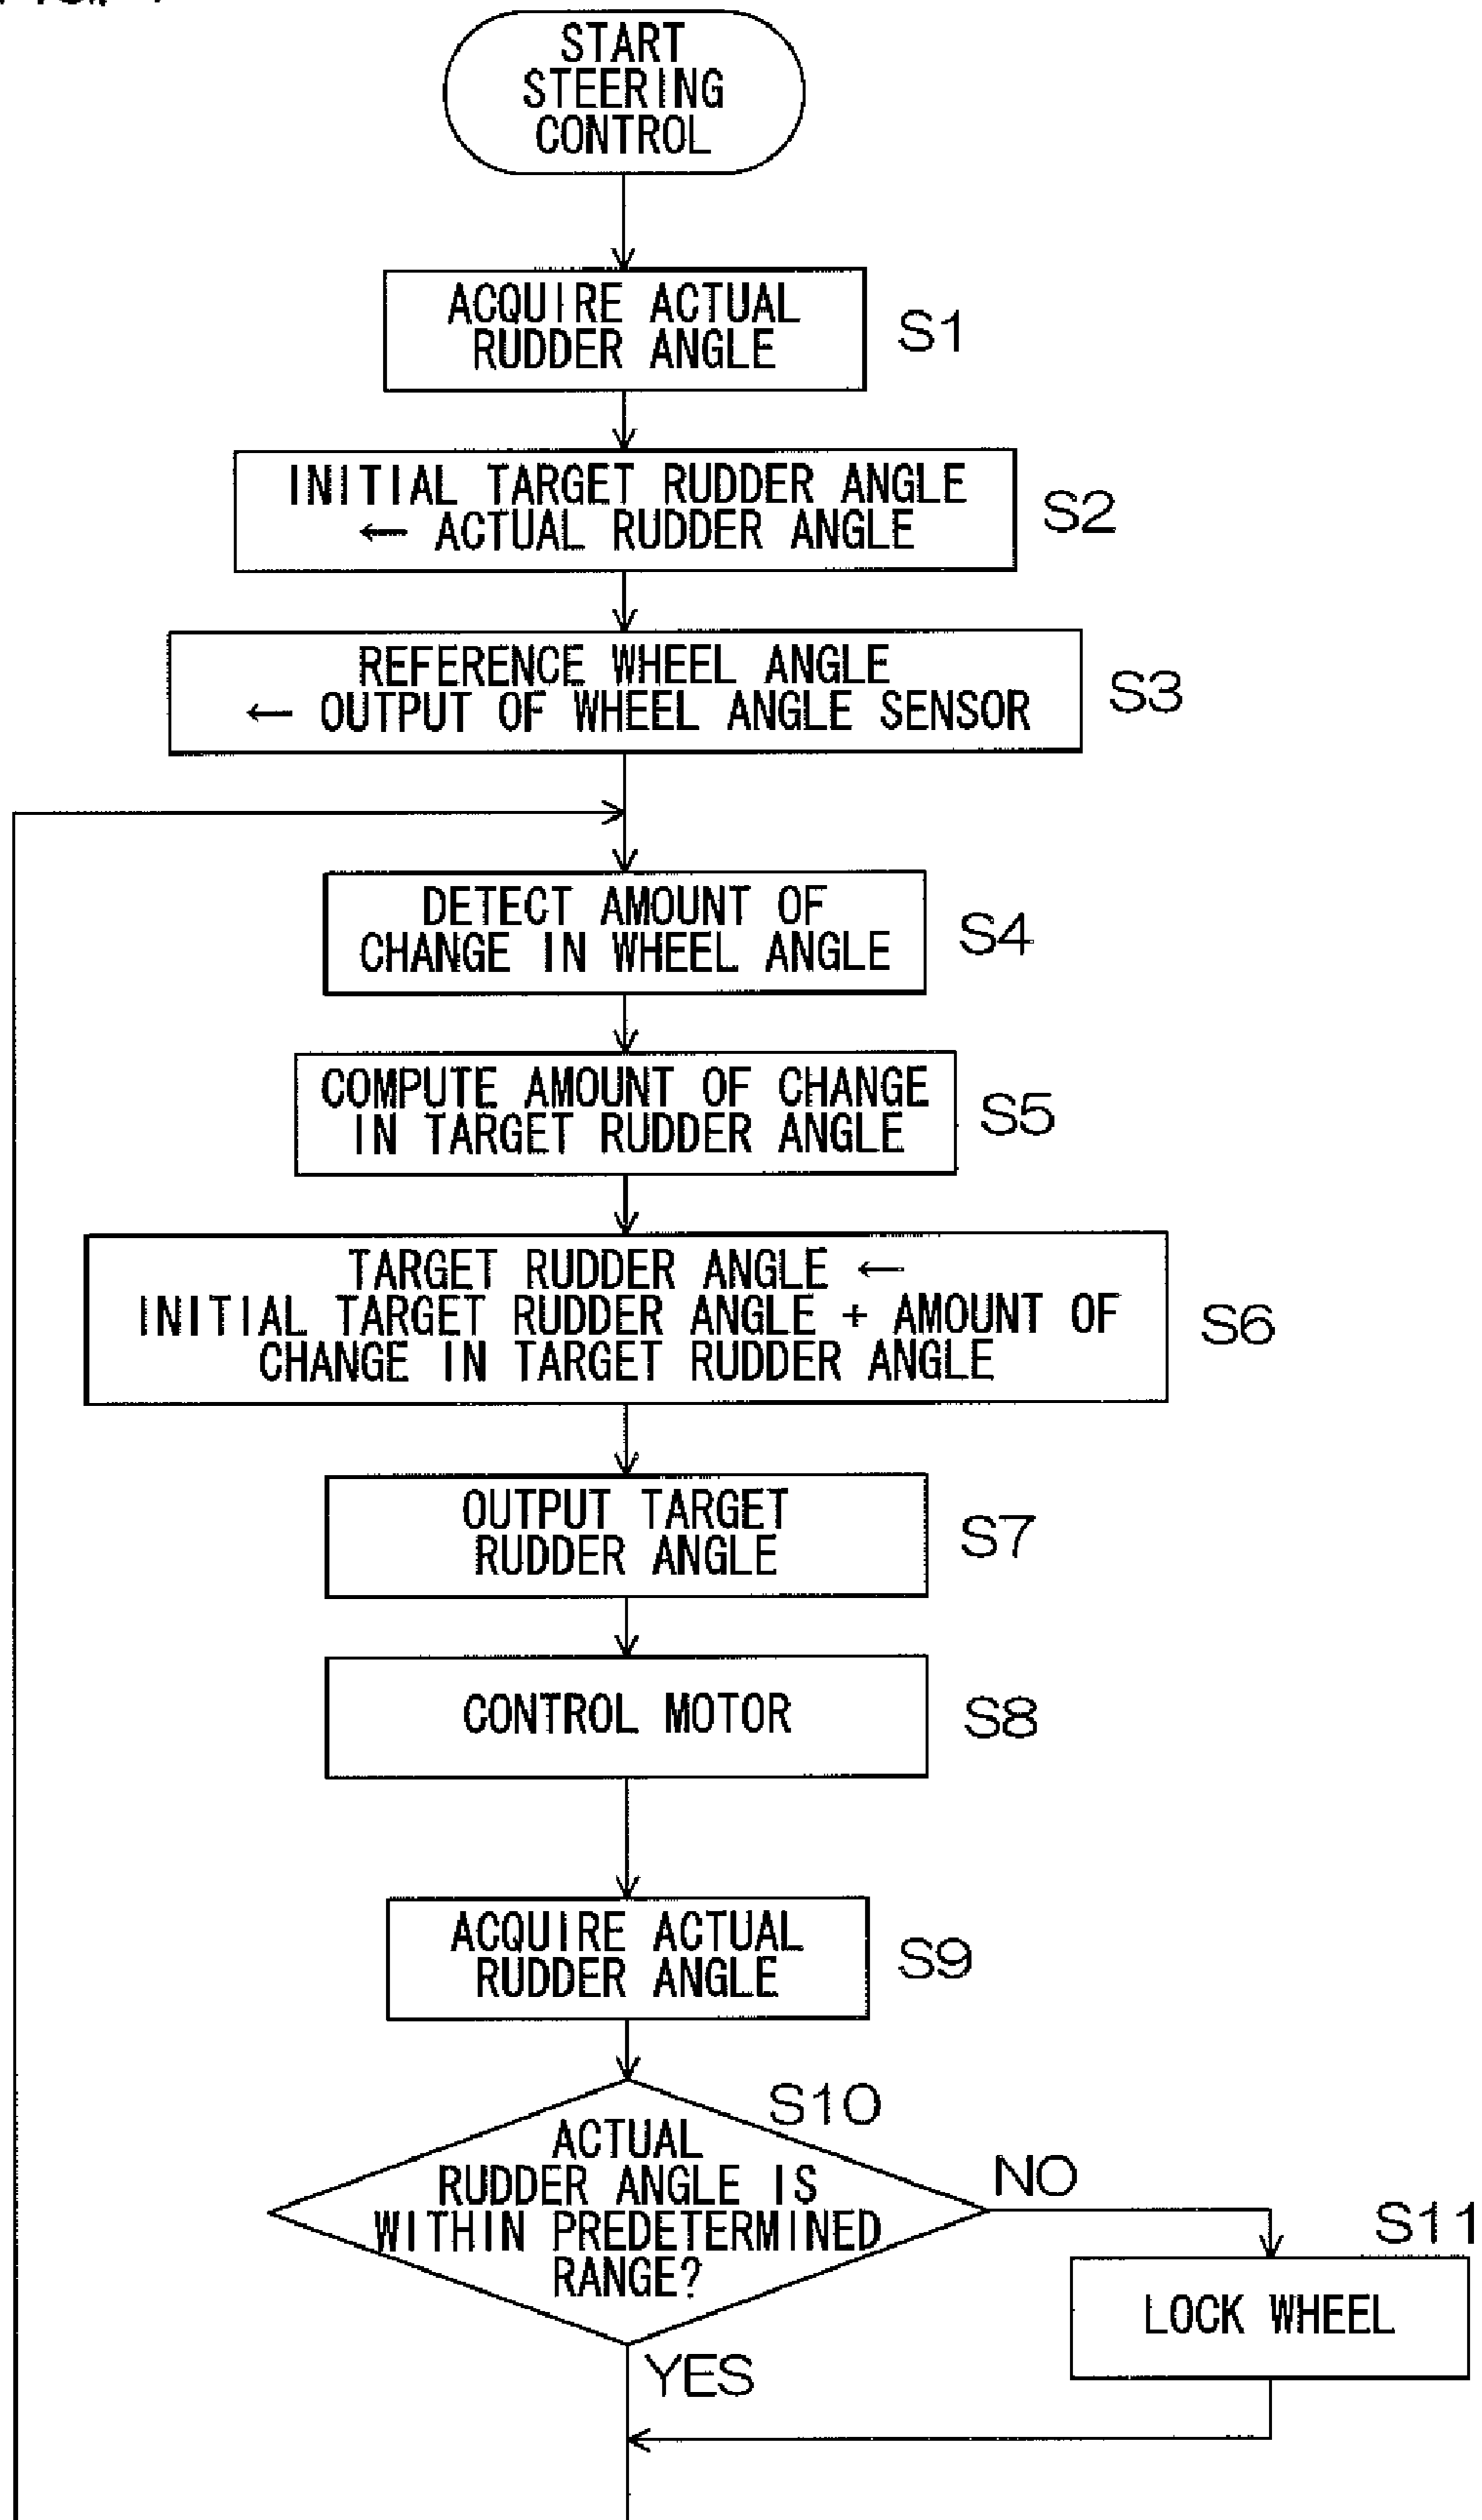 START
STEERING
CONTROL
ACQUIRE ACTUAL
RUDDER ANGLE
S1
INITIAL TARGET RUDDER ANGLE
← ACTUAL RUDDER ANGLE
S2
REFERENCE WHEEL ANGLE
← OUTPUT OF WHEEL ANGLE SENSOR
S3
DETECT AMOUNT OF
CHANGE IN WHEEL ANGLE
S4
COMPUTE AMOUNT OF CHANGE
IN TARGET RUDDER ANGLE
S5
TARGET RUDDER ANGLE ←
INITIAL TARGET RUDDER ANGLE + AMOUNT OF
CHANGE IN TARGET RUDDER ANGLE
S6
OUTPUT TARGET
RUDDER ANGLE
S7
CONTROL MOTOR
S8
ACQUIRE ACTUAL
RUDDER ANGLE
S9
S10
ACTUAL
RUDDER ANGLE IS
WITHIN PREDETERMINED
RANGE?
NO
S11
LOCK WHEEL
YES